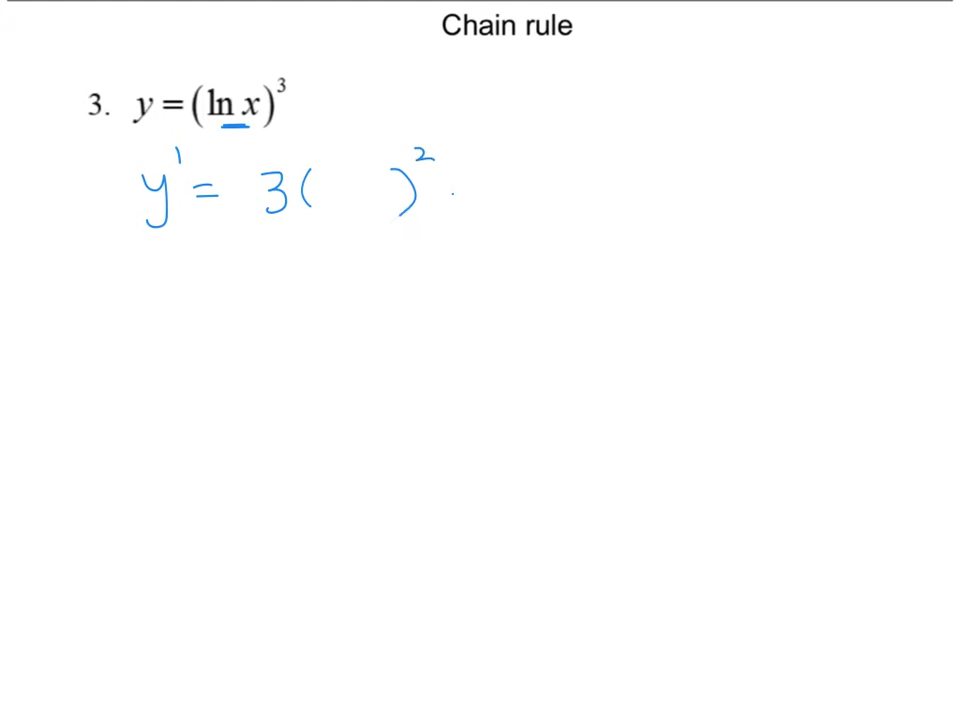 Chain rule
3. y = (ln x)³
y' = 3( )² ·